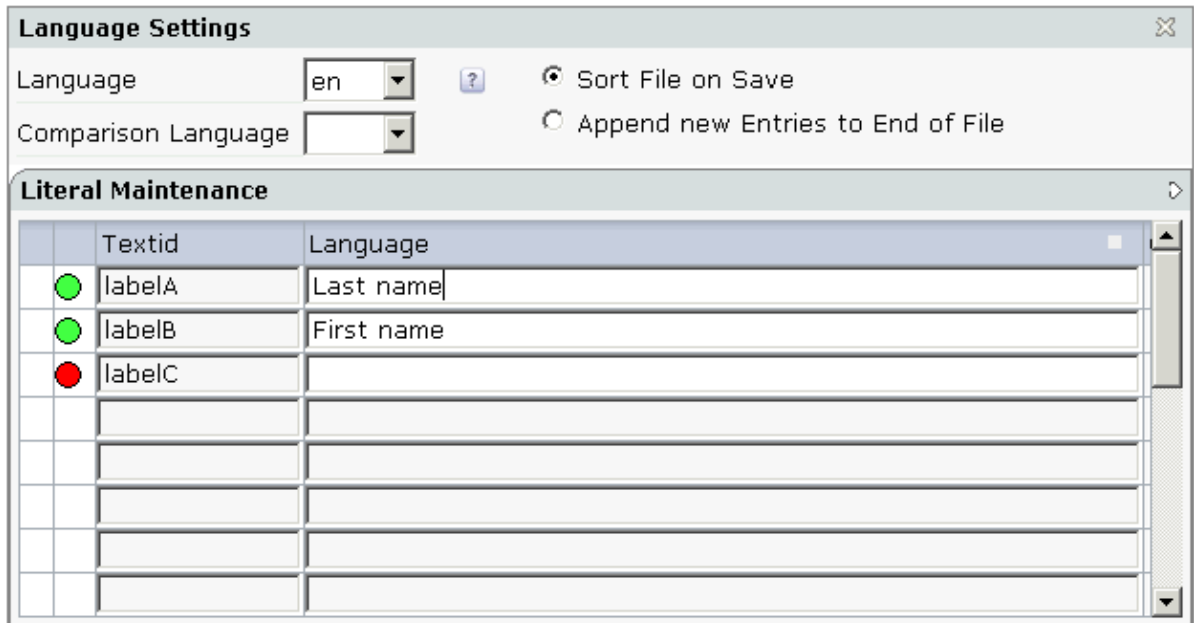 Language Settings
Language en ? Sort File on Save
Comparison Language Append new Entries to End of File
Literal Maintenance
Textid Language
labelA Last name
labelB First name
labelC